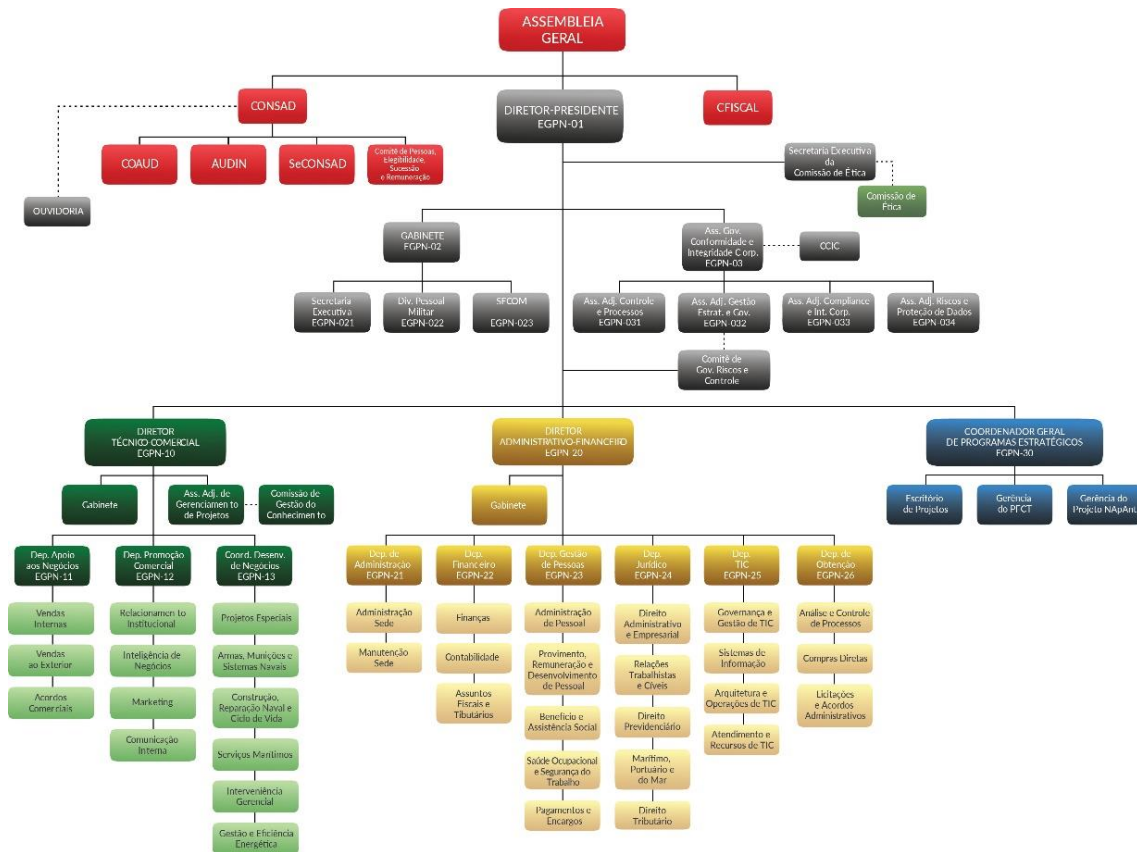 ASSEMBLEIA
GERAL
CONSAD
DIRETOR-PRESIDENTE
EGPN-01
CFISCAL
COAUD
AUDIN
SeCONSAD
Comitê de Pessoas,
Elegibilidade,
Sucessão
e Remuneração
Secretaria Executiva
da
Comissão de Ética
Comissão de
Ética
OUVIDORIA
GABINETE
EGPN-02
Ass. Gov.
Conformidade e
Integridade Corp.
EGPN-03
CCIC
Secretaria
Executiva
EGPN-021
Div. Pessoal
Militar
EGPN-022
SECOM
EGPN-023
Ass. Adj. Controle
e Processos
EGPN-031
Ass. Adj. Gestão
Estrat. e Gov.
EGPN-032
Ass. Adj. Compliance
e Int. Corp.
EGPN-033
Ass. Adj. Riscos e
Proteção de Dados
EGPN-034
Comitê de
Gov. Riscos e
Controle
DIRETOR
TÉCNICO-COMERCIAL
EGPN-10
DIRETOR
ADMINISTRATIVO-FINANCEIRO
EGPN-20
COORDENADOR GERAL
DE PROGRAMAS ESTRATÉGICOS
EGPN-30
Gabinete
Ass. Adj. de
Gerenciamento
de Projetos
Comissão de
Gestão do
Conhecimento
Gabinete
Escritório
de Projetos
Gerência
do PFCT
Gerência do
Projeto NApAnt
Dep. Apoio
aos Negócios
EGPN-11
Dep. Promoção
Comercial
EGPN-12
Coord. Desenv.
de Negócios
EGPN-13
Dep. de
Administração
EGPN-21
Dep.
Financeiro
EGPN-22
Dep. Gestão
de Pessoas
EGPN-23
Dep.
Jurídico
EGPN-24
Dep.
TIC
EGPN-25
Dep. de
Obtenção
EGPN-26
Vendas
Internas
Vendas
ao Exterior
Acordos
Comerciais
Relacionamento
Institucional
Inteligência de
Negócios
Marketing
Comunicação
Interna
Projetos Especiais
Armas, Munições e
Sistemas Navais
Construção,
Reparação Naval e
Ciclo de Vida
Serviços Marítimos
Interveniência
Gerencial
Gestão e Eficiência
Energética
Administração
Sede
Manutenção
Sede
Finanças
Contabilidade
Assuntos
Fiscais e
Tibutários
Administração
de Pessoal
Provimento,
Remuneração e
Desenvolvimento
de Pessoal
Benefício e
Assistência Social
Saúde Ocupacional
e Segurança do
Trabalho
Pagamentos e
Encargos
Direito
Administrativo
e Empresarial
Relações
Trabalhistas
e Cíveis
Direito
Previdenciário
Marítimo,
Portuário e
do Mar
Direito
Tributário
Governança e
Gestão de TIC
Sistemas de
Informação
Arquitetura e
Operações de TIC
Atendimento e
Recursos de TIC
Análise e Controle
de Processos
Compras Diretas
Licitações
e Acordos
Administrativos